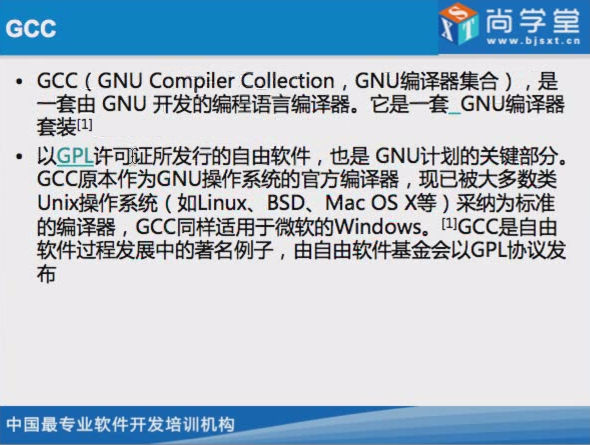 GCC
尚学堂
www.bjsxt.cn
• GCC（GNU Compiler Collection，GNU编译器集合），是
一套由 GNU 开发的编程语言编译器。它是一套 GNU编译器
套装[1]
• 以GPL许可证所发行的自由软件，也是 GNU计划的关键部分。
GCC原本作为GNU操作系统的官方编译器，现已被大多数类
Unix操作系统（如Linux、BSD、Mac OS X等）采纳为标准
的编译器，GCC同样适用于微软的Windows。[1]GCC是自由
软件过程发展中的著名例子，由自由软件基金会以GPL协议发
布
中国最专业软件开发培训机构